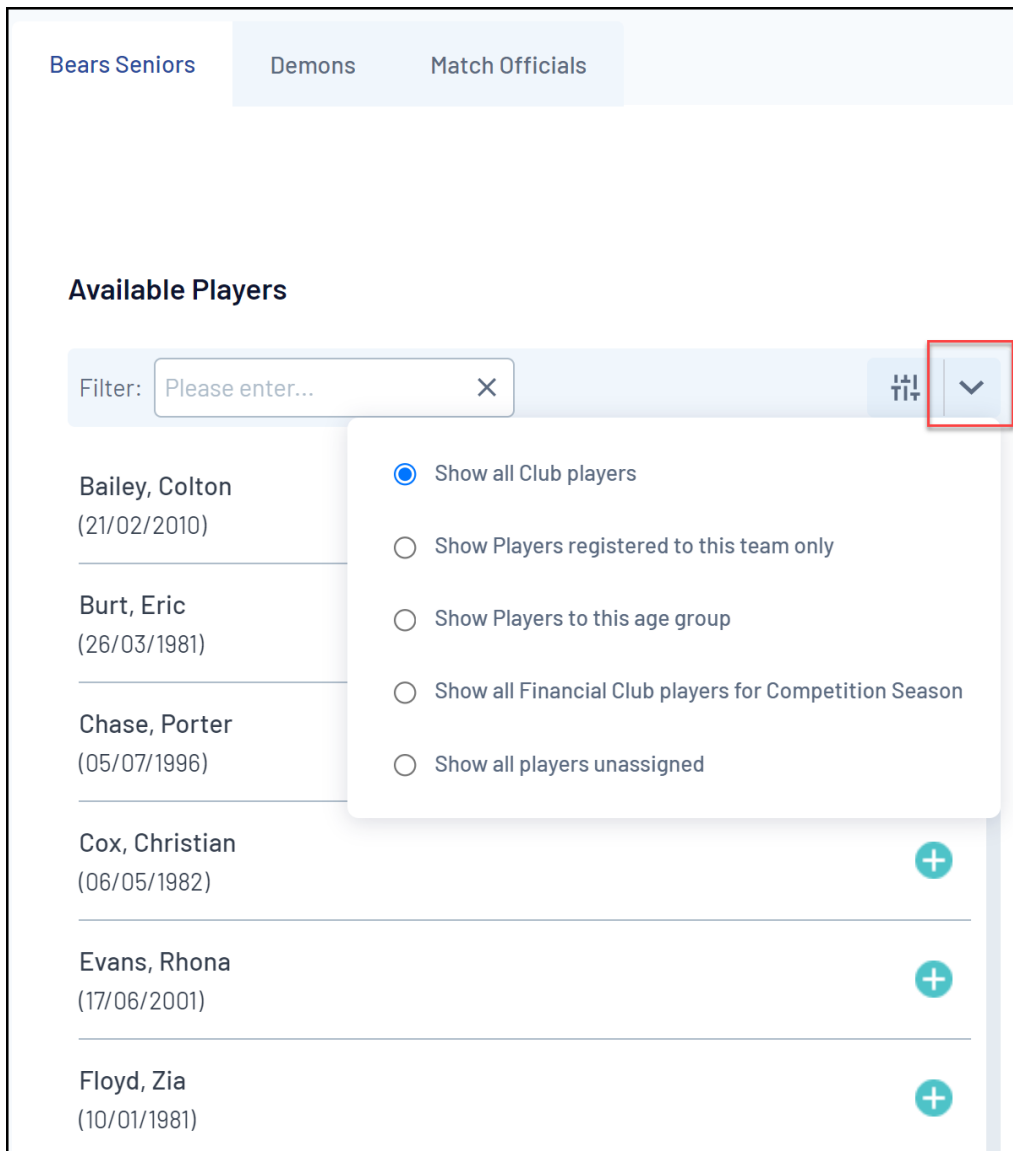 Bears Seniors
Demons
Match Officials
Available Players
Filter:
Please enter...
Show all Club players
Show Players registered to this team only
Show Players to this age group
Show all Financial Club players for Competition Season
Show all players unassigned
Bailey, Colton
(21/02/2010)
Burt, Eric
(26/03/1981)
Chase, Porter
(05/07/1996)
Cox, Christian
(06/05/1982)
Evans, Rhona
(17/06/2001)
Floyd, Zia
(10/01/1981)